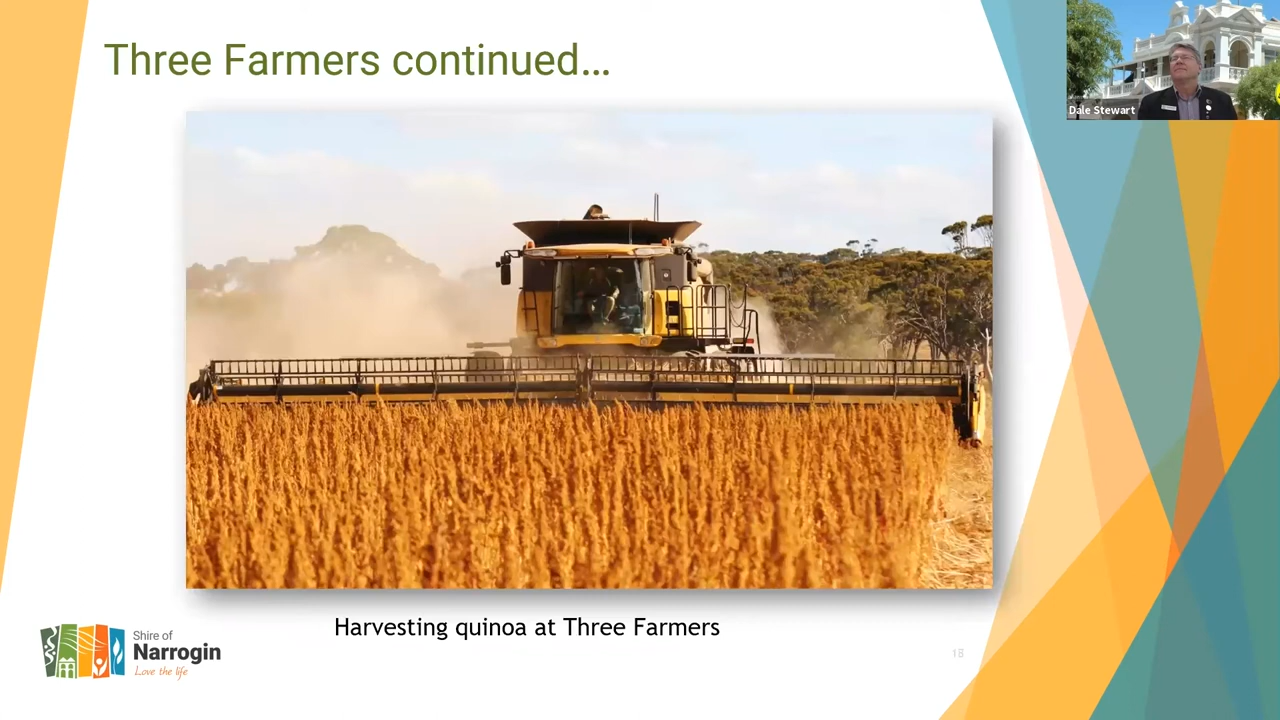 Three Farmers continued...
Dale Stewart
Harvesting quinoa at Three Farmers
Shire of
Narrogin
Love the life
18